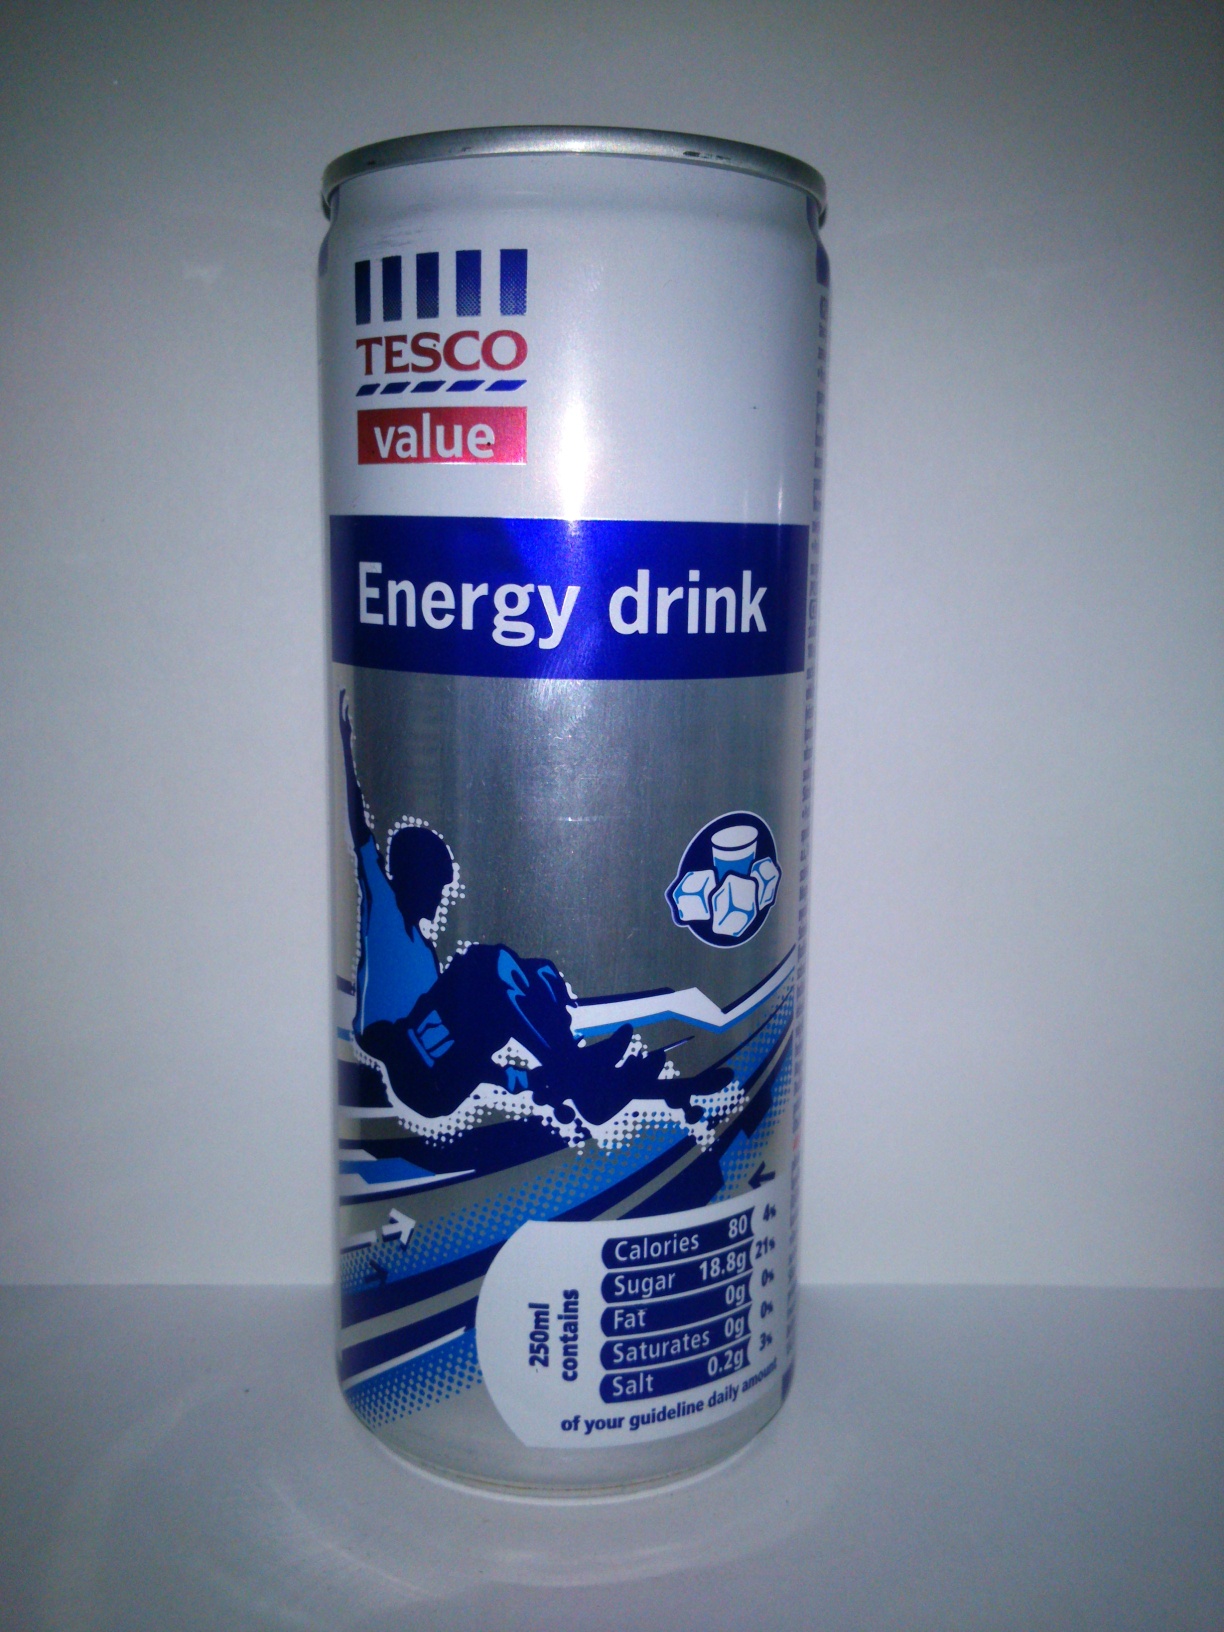 TESCO
value
Energy drink
250ml
contains
Calories 80 4%
Sugar 18.8g 21%
Fat 0g 0%
Saturates 0g 0%
Salt 0.2g 3%
of your guideline daily amount